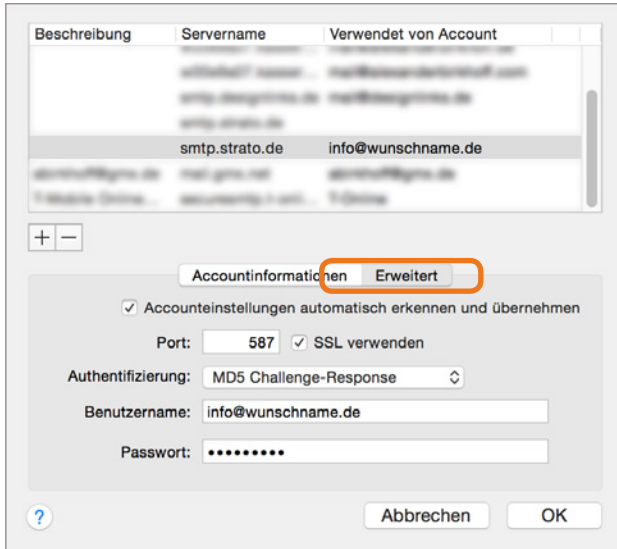 Beschreibung Servername Verwendet von Account
smtp.strato.de info@wunschname.de
+ −
Accountinformationen Erweitert
✓ Accounteinstellungen automatisch erkennen und übernehmen
Port: 587 ✓ SSL verwenden
Authentifizierung: MD5 Challenge-Response
Benutzername: info@wunschname.de
Passwort: •••••••••
? Abbrechen OK